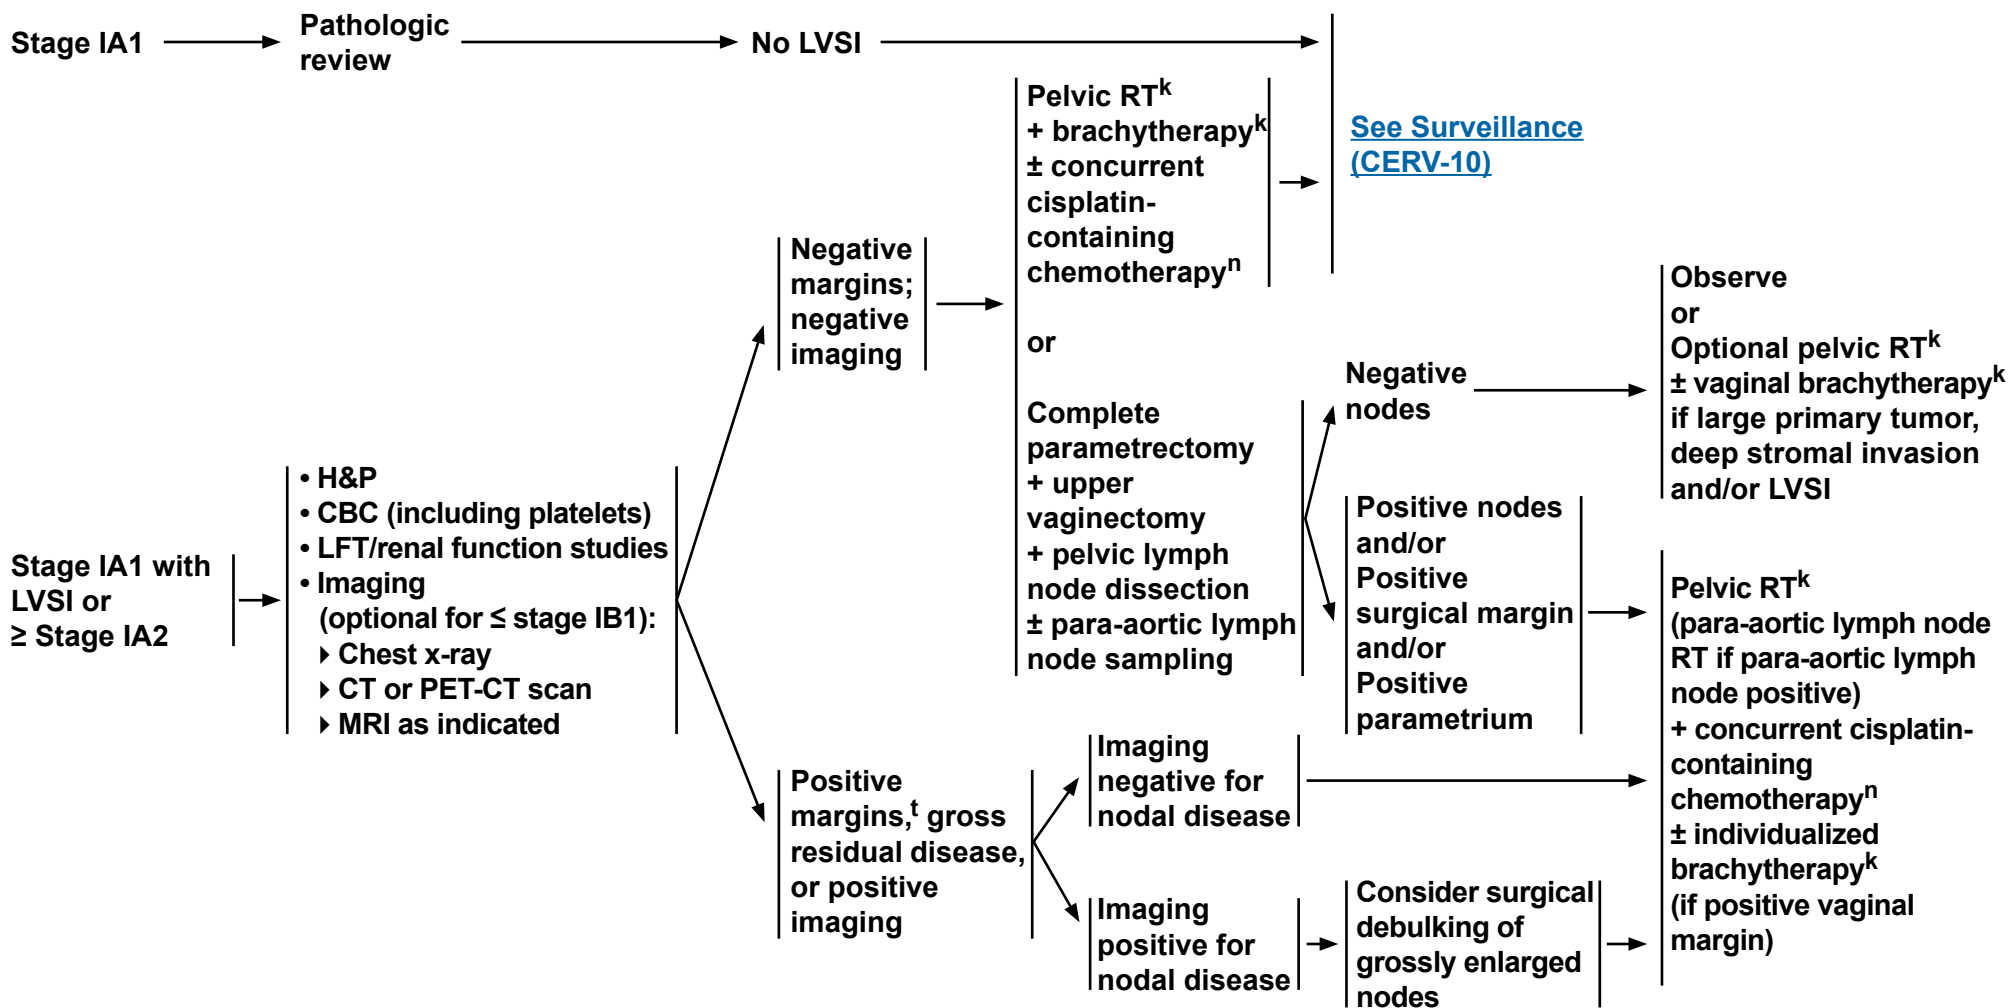 Stage IA1
Pathologic
review
No LVSI
Pelvic RTk
+ brachytherapyk
± concurrent
cisplatin-
containing
chemotherapyn
See Surveillance
(CERV-10)
Negative
margins;
negative
imaging
or
Complete
parametrectomy
+ upper
vaginectomy
+ pelvic lymph
node dissection
± para-aortic lymph
node sampling
Negative
nodes
Observe
or
Optional pelvic RTk
± vaginal brachytherapyk
if large primary tumor,
deep stromal invasion
and/or LVSI
Stage IA1 with
LVSI or
≥ Stage IA2
• H&P
• CBC (including platelets)
• LFT/renal function studies
• Imaging
(optional for ≤ stage IB1):
▸ Chest x-ray
▸ CT or PET-CT scan
▸ MRI as indicated
Positive nodes
and/or
Positive
surgical margin
and/or
Positive
parametrium
Pelvic RTk
(para-aortic lymph node
RT if para-aortic lymph
node positive)
+ concurrent cisplatin-
containing
chemotherapyn
± individualized
brachytherapyk
(if positive vaginal
margin)
Positive
margins,t gross
residual disease,
or positive
imaging
Imaging
negative for
nodal disease
Imaging
positive for
nodal disease
Consider surgical
debulking of
grossly enlarged
nodes